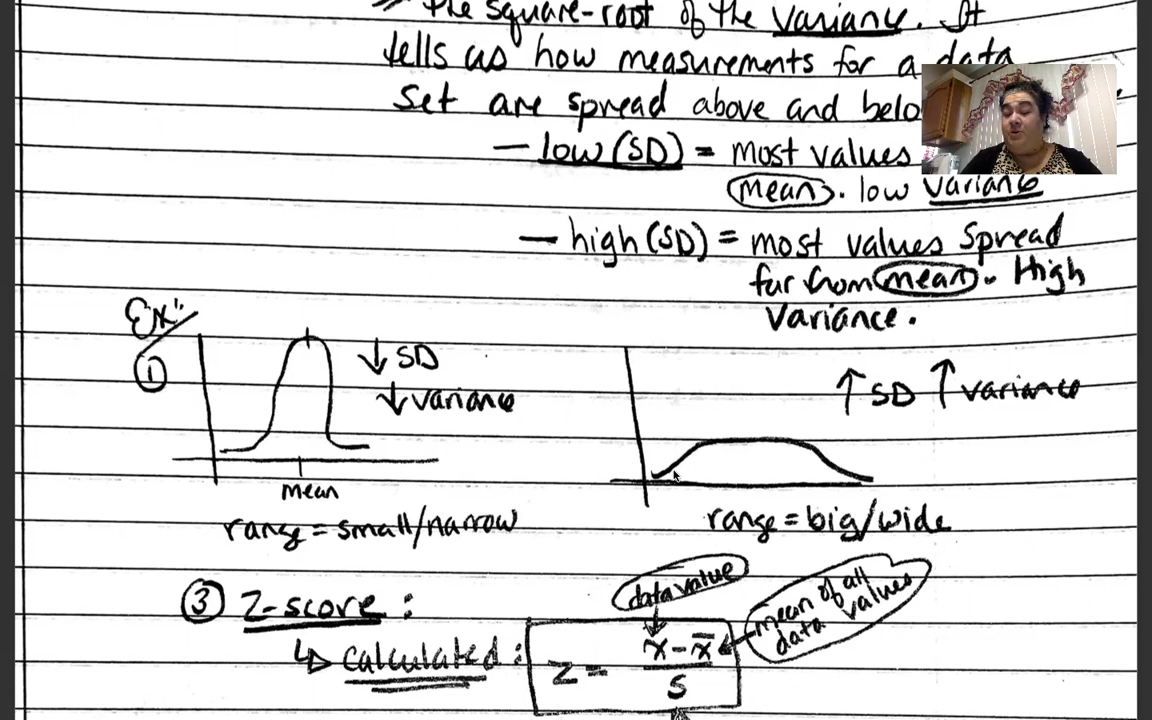 the square-root of the variance. It
tells us how measurements for a data
set are spread above and belo
- low (SD) = most values
mean. low variance
- high (SD) = most values spread
far from mean. High
variance.
Ex:
① ↓ SD
↓ variance
mean
range = small/narrow
↑ SD ↑ variance
range = big/wide
③ Z-score:
↳ calculated:
data value
mean of all
data values
z = x - x̄
s